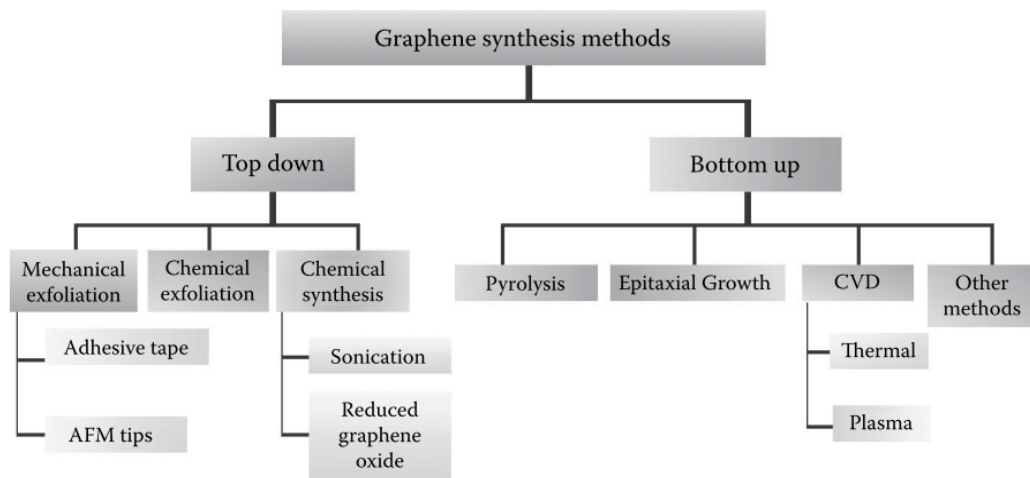 Graphene synthesis methods
Top down
Bottom up
Mechanical
exfoliation
Chemical
exfoliation
Chemical
synthesis
Pyrolysis
Epitaxial Growth
CVD
Other
methods
Adhesive tape
AFM tips
Sonication
Reduced
graphene
oxide
Thermal
Plasma